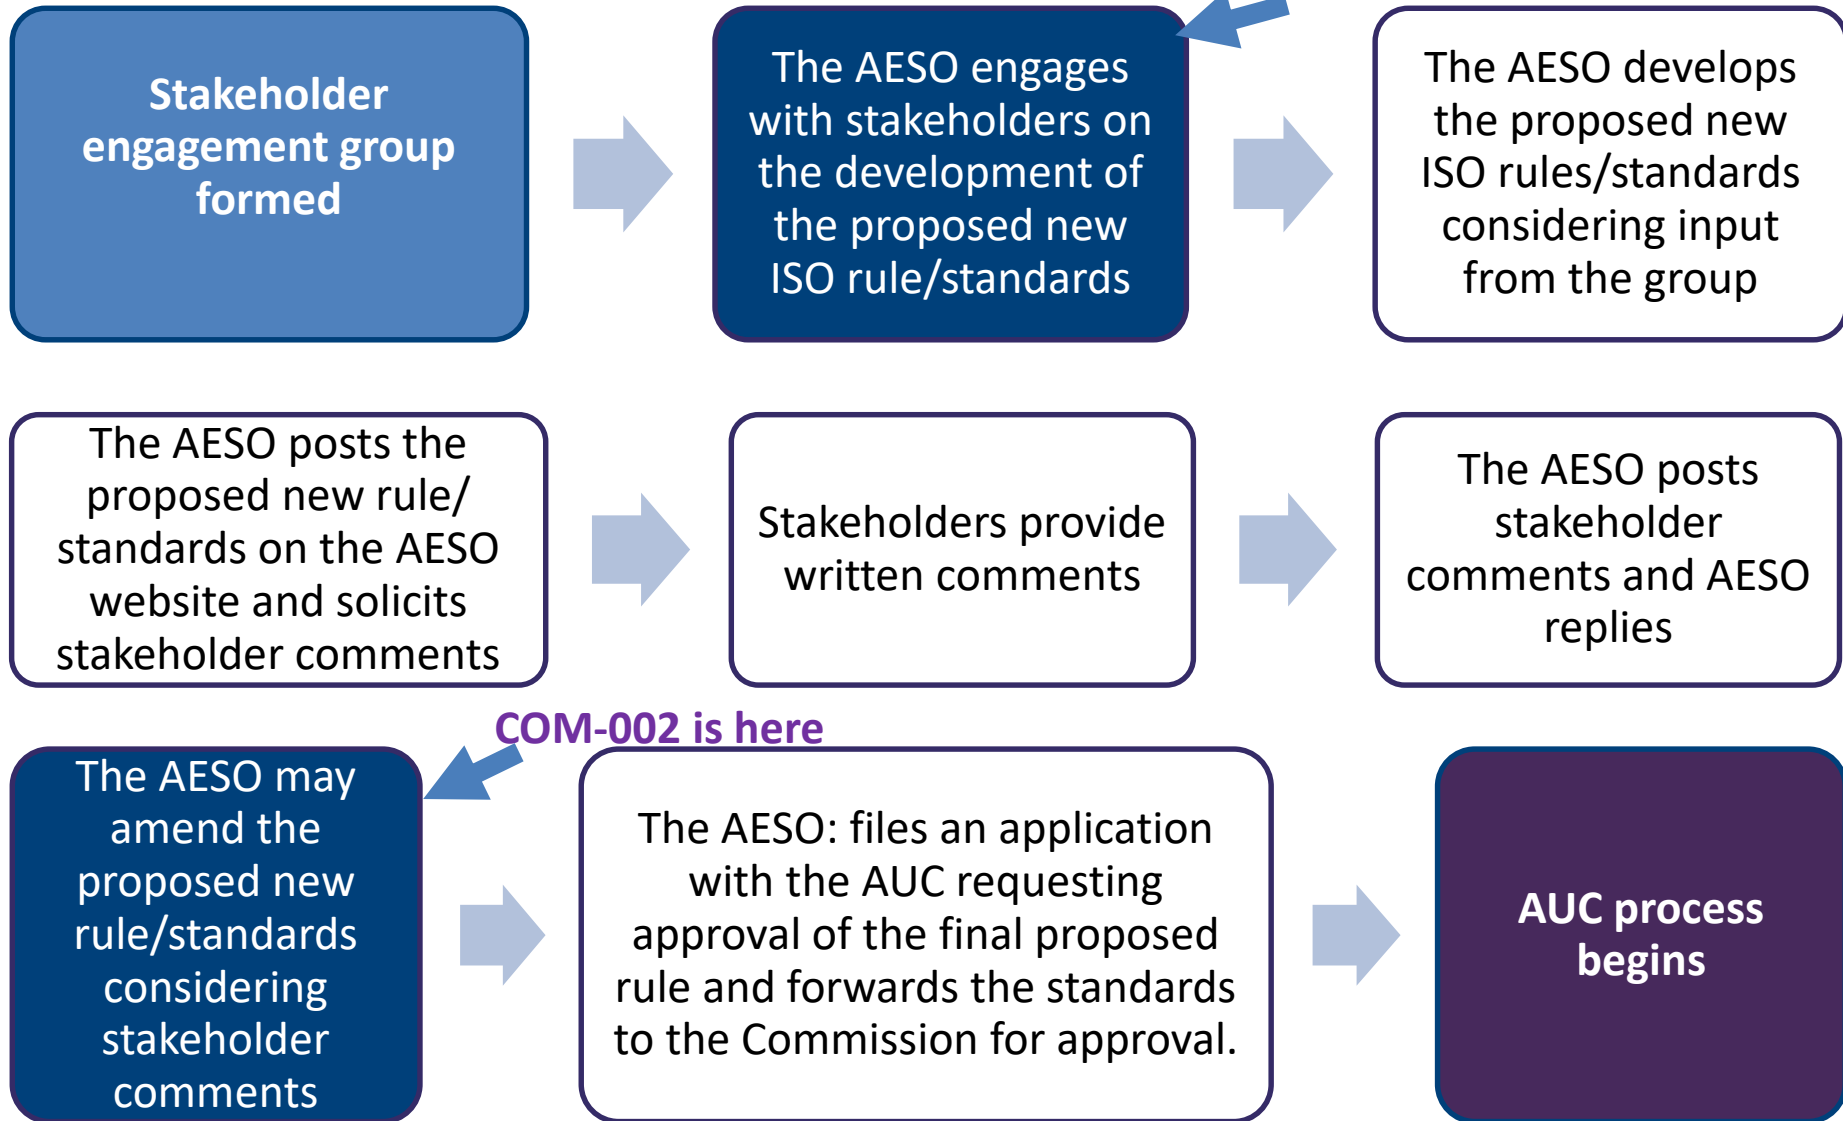 Stakeholder
engagement group
formed
The AESO engages
with stakeholders on
the development of
the proposed new
ISO rule/standards
The AESO develops
the proposed new
ISO rules/standards
considering input
from the group
The AESO posts the
proposed new rule/
standards on the AESO
website and solicits
stakeholder comments
Stakeholders provide
written comments
The AESO posts
stakeholder
comments and AESO
replies
COM-002 is here
The AESO may
amend the
proposed new
rule/standards
considering
stakeholder
comments
The AESO: files an application
with the AUC requesting
approval of the final proposed
rule and forwards the standards
to the Commission for approval.
AUC process
begins